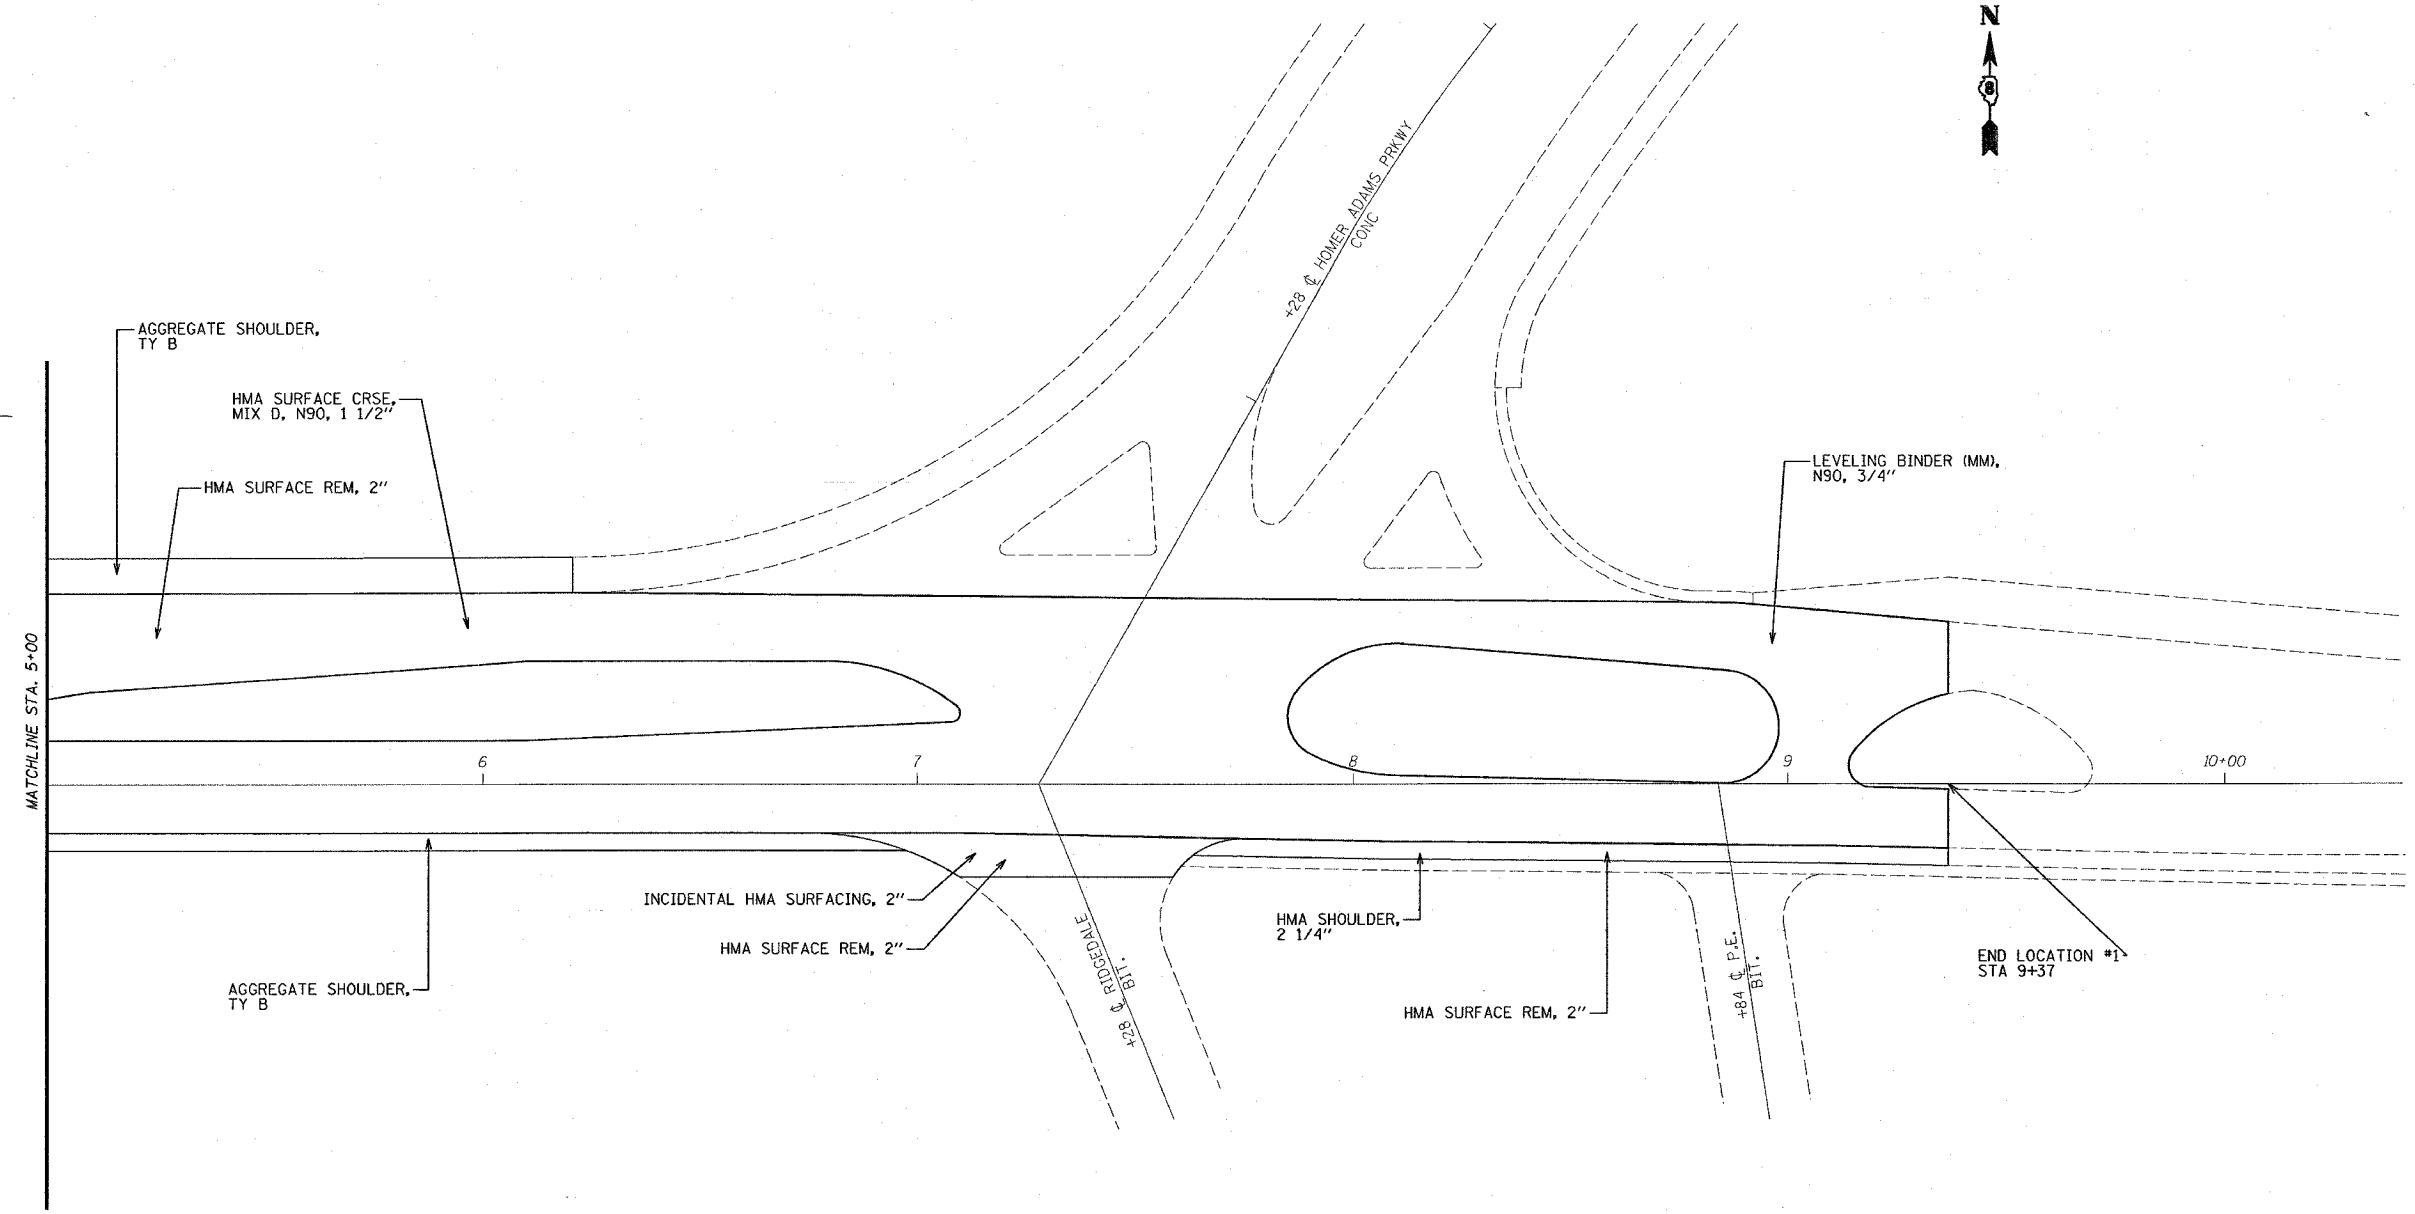 N
8
+28 ℄ HOMER ADAMS PRKWY
CONC
AGGREGATE SHOULDER,
TY B
HMA SURFACE CRSE,
MIX D, N90, 1 1/2"
HMA SURFACE REM, 2"
LEVELING BINDER (MM),
N90, 3/4"
MATCHLINE STA. 5+00
6
7
8
9
10+00
INCIDENTAL HMA SURFACING, 2"
HMA SURFACE REM, 2"
AGGREGATE SHOULDER,
TY B
+28 ℄ RIDGEDALE
BIT.
HMA SHOULDER,
2 1/4"
HMA SURFACE REM, 2"
+84 ℄ P.E.
BIT.
END LOCATION #1
STA 9+37